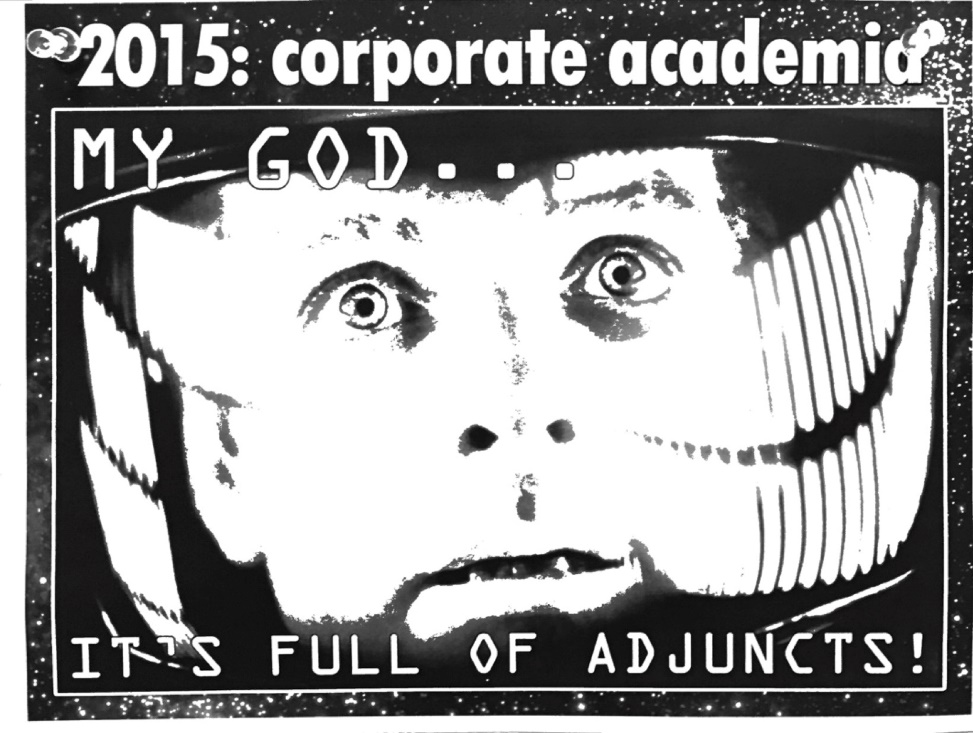 2015: corporate academia
MY GOD...
IT'S FULL OF ADJUNCTS!